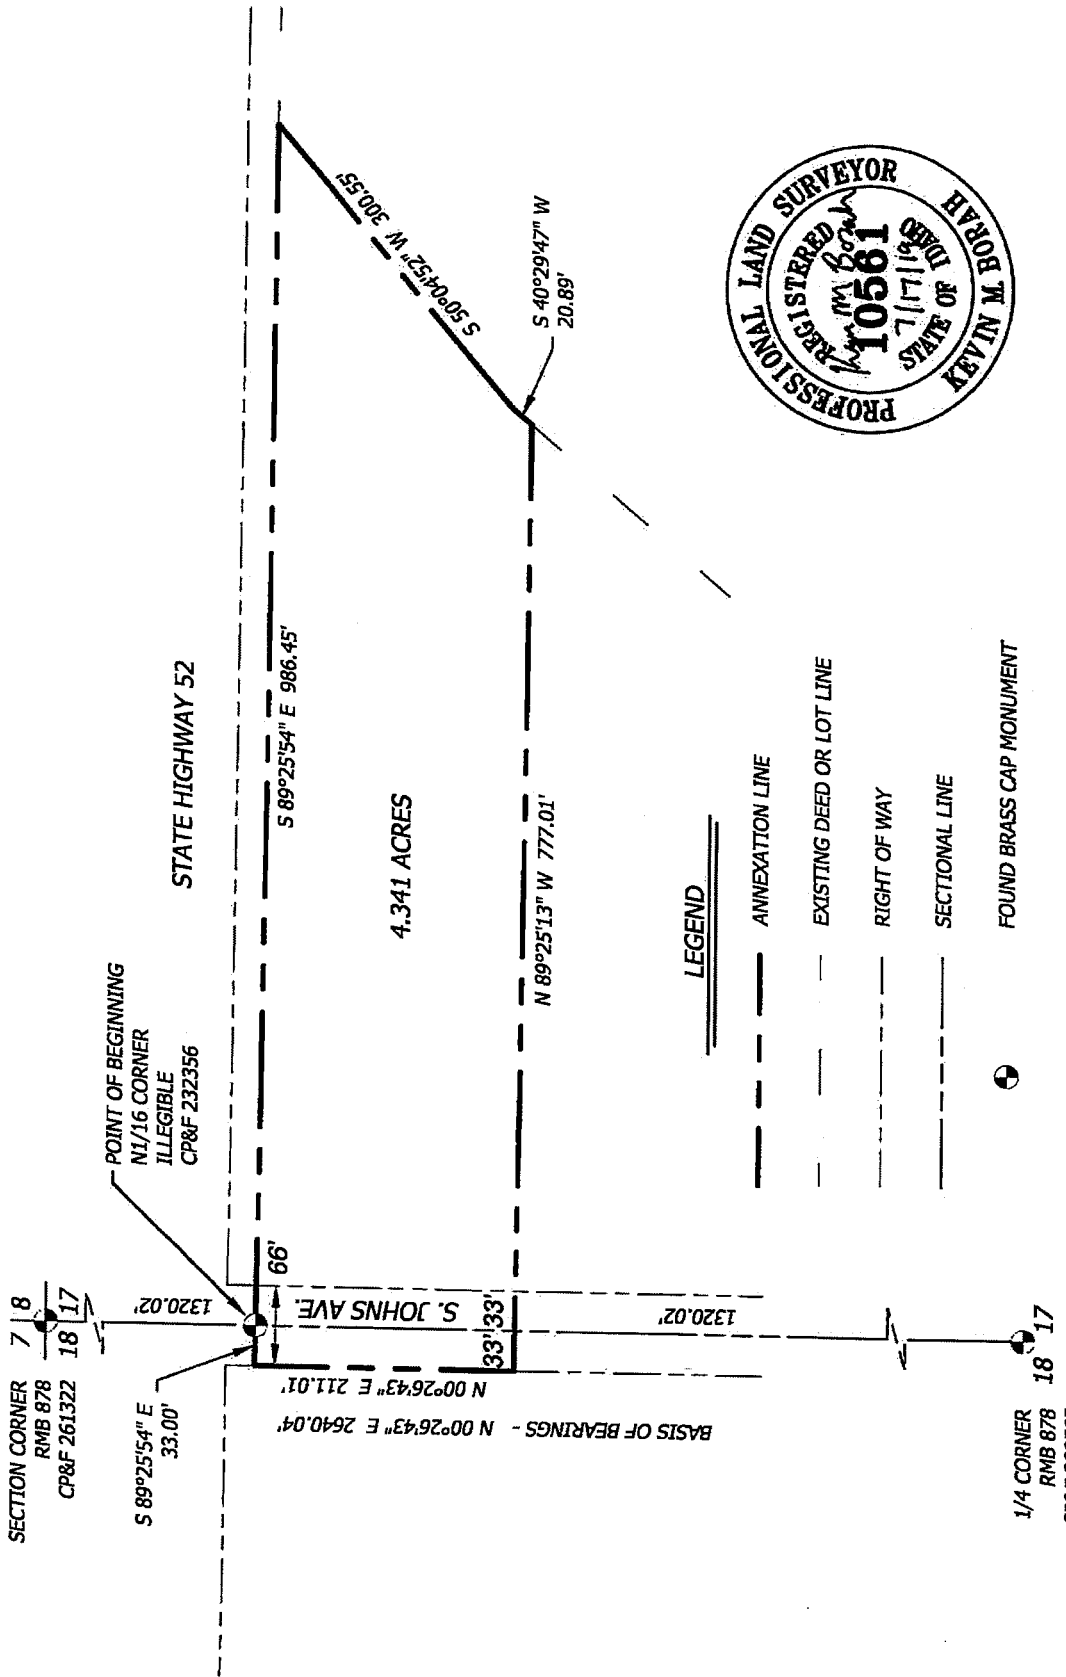 SECTION CORNER
RMB 878
CP&F 261322
7 8
18 17
S 89°25'54" E
33.00'
1320.02'
POINT OF BEGINNING
N1/16 CORNER
ILLEGIBLE
CP&F 232356
STATE HIGHWAY 52
S 89°25'54" E 986.45'
66'
S. JOHNS AVE.
33' 33'
N 00°26'43" E 211.01'
BASIS OF BEARINGS - N 00°26'43" E 2640.04'
4.341 ACRES
S 50°04'52" W 300.55'
S 40°29'47" W
20.89'
N 89°25'13" W 777.01'
1320.02'
1/4 CORNER
RMB 878
18 17
LEGEND
ANNEXATION LINE
EXISTING DEED OR LOT LINE
RIGHT OF WAY
SECTIONAL LINE
FOUND BRASS CAP MONUMENT
PROFESSIONAL LAND SURVEYOR
REGISTERED
10561
STATE OF IDAHO
KEVIN M. BORAH